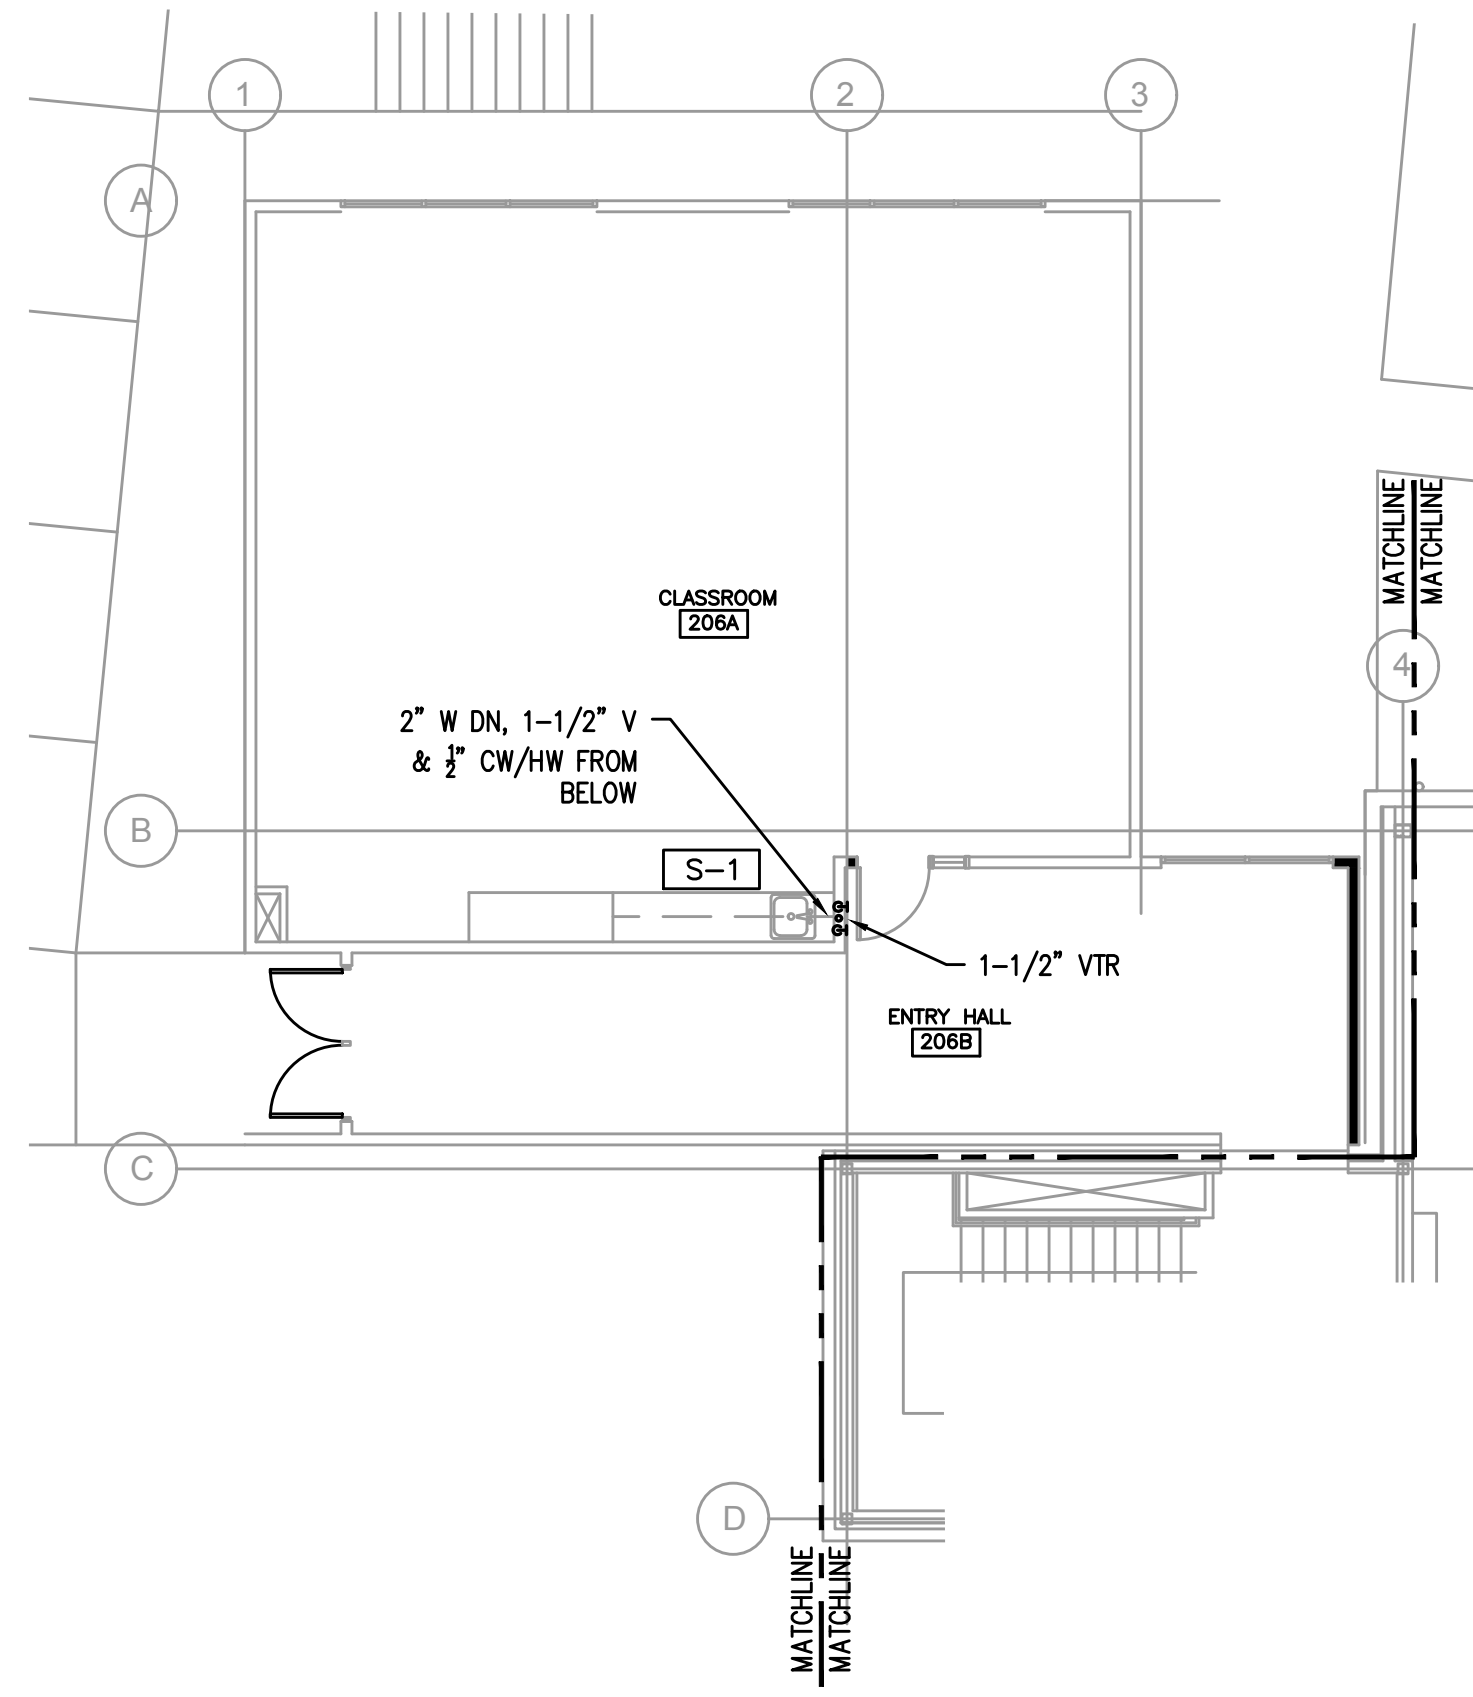 1
2
3
A
MATCHLINE
MATCHLINE
CLASSROOM
206A
4
2" W DN, 1-1/2" V
& ½" CW/HW FROM
BELOW
B
S-1
1-1/2" VTR
ENTRY HALL
206B
C
D
MATCHLINE
MATCHLINE